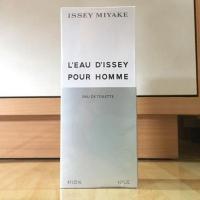 ISSEY MIYAKE
L'EAU D'ISSEY
POUR HOMME
EAU DE TOILETTE